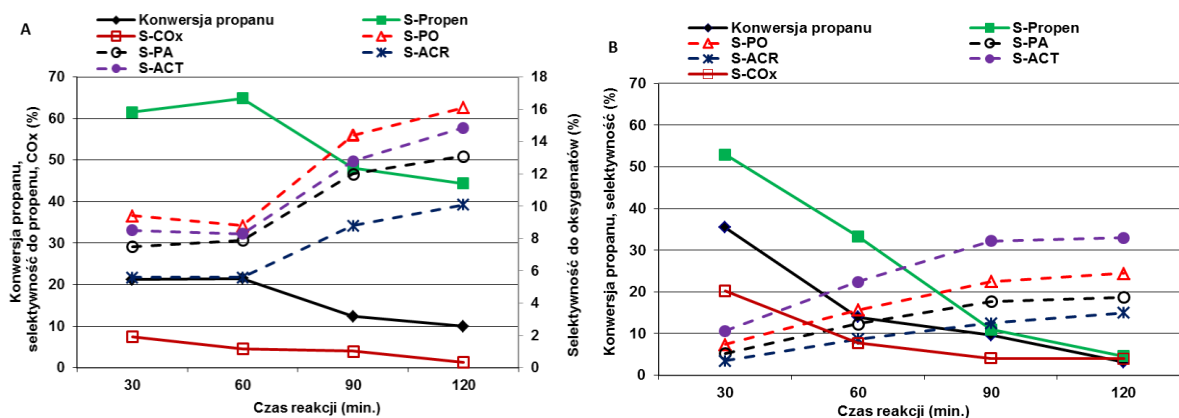 A
Konwersja propanu
S-Propen
S-COx
S-PO
S-PA
S-ACR
S-ACT
Konwersja propanu,
selektywność do propenu, COx (%)
70
60
50
40
30
20
10
0
18
16
14
12
10
8
6
4
2
0
Selektywność do oksygenatów (%)
30 60 90 120
Czas reakcji (min.)
B
Konwersja propanu
S-Propen
S-PO
S-PA
S-ACR
S-ACT
S-COx
Konwersja propanu, selektywność (%)
70
60
50
40
30
20
10
0
30 60 90 120
Czas reakcji (min.)